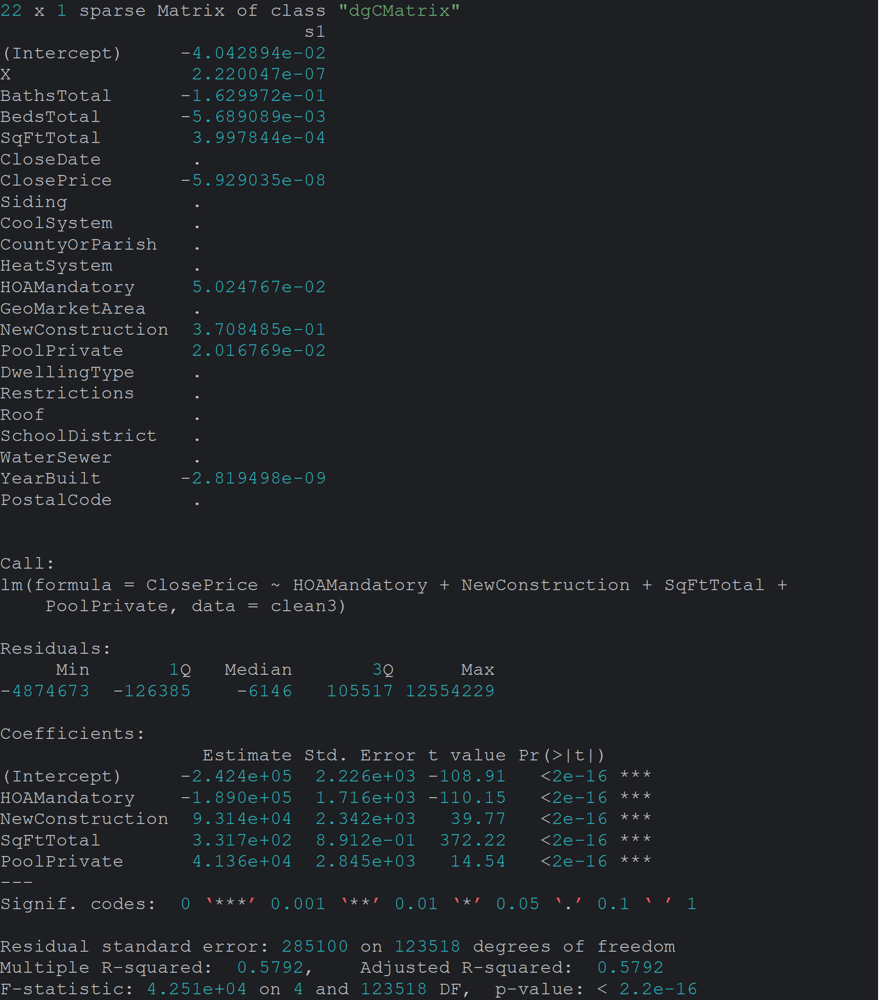 22 x 1 sparse Matrix of class "dgCMatrix"
                           s1
(Intercept)     -4.042894e-02
X                2.220047e-07
BathsTotal      -1.629972e-01
BedsTotal       -5.689089e-03
SqFtTotal        3.997844e-04
CloseDate        .
ClosePrice      -5.929035e-08
Siding           .
CoolSystem       .
CountyOrParish   .
HeatSystem       .
HOAMandatory     5.024767e-02
GeoMarketArea    .
NewConstruction  3.708485e-01
PoolPrivate      2.016769e-02
DwellingType     .
Restrictions     .
Roof             .
SchoolDistrict   .
WaterSewer       .
YearBuilt       -2.819498e-09
PostalCode       .
Call:
lm(formula = ClosePrice ~ HOAMandatory + NewConstruction + SqFtTotal +
    PoolPrivate, data = clean3)
Residuals:
     Min       1Q   Median       3Q      Max
-4874673  -126385    -6146   105517 12554229
Coefficients:
                  Estimate Std. Error t value Pr(>|t|)
(Intercept)     -2.424e+05  2.226e+03 -108.91   <2e-16 ***
HOAMandatory    -1.890e+05  1.716e+03 -110.15   <2e-16 ***
NewConstruction  9.314e+04  2.342e+03   39.77   <2e-16 ***
SqFtTotal        3.317e+02  8.912e-01  372.22   <2e-16 ***
PoolPrivate      4.136e+04  2.845e+03   14.54   <2e-16 ***
---
Signif. codes:  0 ‘***’ 0.001 ‘**’ 0.01 ‘*’ 0.05 ‘.’ 0.1 ‘ ’ 1
Residual standard error: 285100 on 123518 degrees of freedom
Multiple R-squared:  0.5792,	Adjusted R-squared:  0.5792
F-statistic: 4.251e+04 on 4 and 123518 DF,  p-value: < 2.2e-16